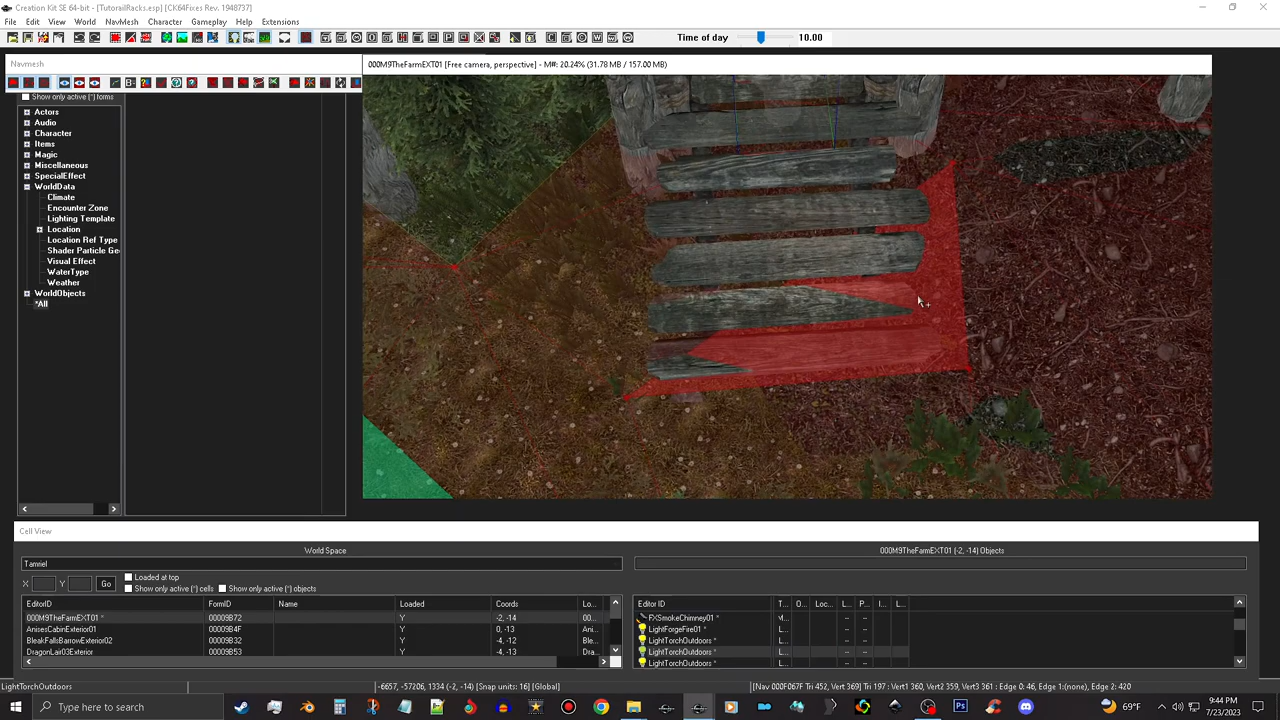 Creation Kit SE 64-bit - [TutorailRacks.esp] [CK64Fixes Rev. 1948737]
File Edit View World NavMesh Character Gameplay Help Extensions
Time of day 10.00
Navmesh
000M9TheFarmEXT01 [Free camera, perspective] - M#: 20.24% (31.78 MB / 157.00 MB)
Show only active (*) forms
Actors
Audio
Character
Items
Magic
Miscellaneous
SpecialEffect
WorldData
Climate
Encounter Zone
Lighting Template
Location
Location Ref Type
Shader Particle Ge
Visual Effect
WaterType
Weather
WorldObjects
*All
Cell View
World Space
000M9TheFarmEXT01 (-2, -14) Objects
Tamriel
X Y Go
Loaded at top
Show only active (*) cells
Show only active (*) objects
EditorID FormID Name Loaded Coords Lo...
000M9TheFarmEXT01 * 00009B72 Y -2, -14 00...
AnisesCabinExterior01 00009B4F Y 0, -13 Ani...
BleakFallsBarrowExterior02 00009B32 Y -4, -12 Ble...
DragonLair03Exterior 00009B53 Y -4, -13 Dra...
Editor ID T... O... Loc... L... P... I... L...
FXSmokeChimney01 *
LightForgeFire01 * L...
LightTorchOutdoors * L...
LightTorchOutdoors * L...
LightTorchOutdoors * L...
LightTorchOutdoors
-6657, -57206, 1334 (-2, -14) [Snap units: 16] [Global]
[Nav 000F067F Tri 452, Vert 369] Tri 197 : Vert1 360, Vert2 359, Vert3 361 : Edge 0: 46, Edge 1:(none), Edge 2: 420
Type here to search
69°F
9:44 PM
7/23/2023